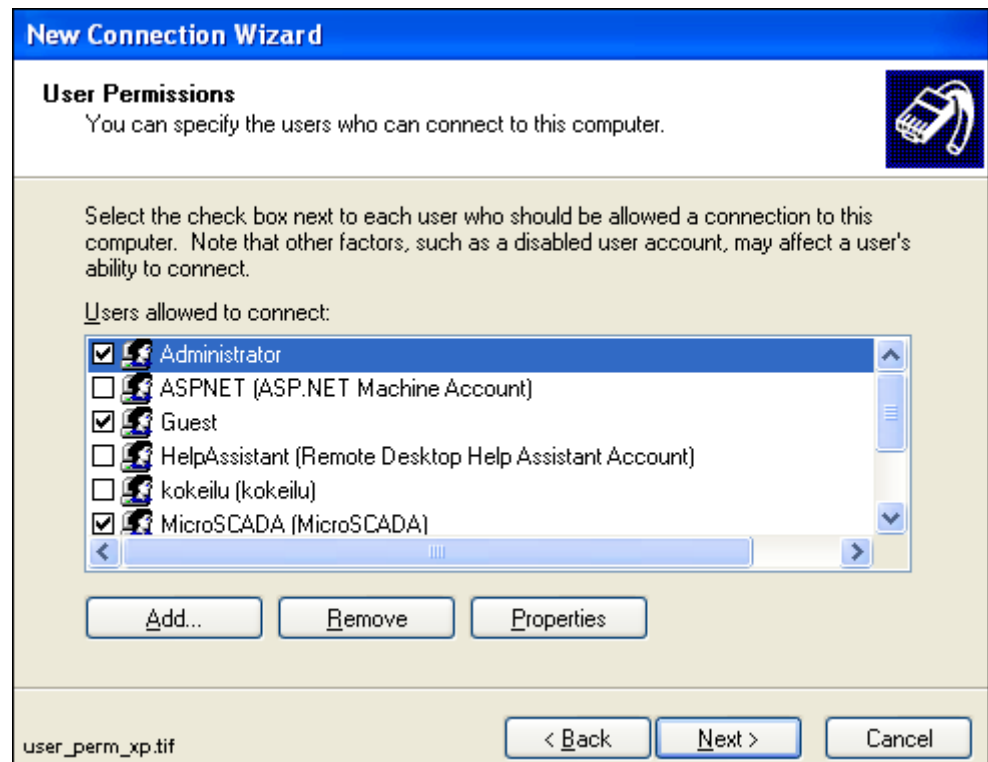 New Connection Wizard
User Permissions
You can specify the users who can connect to this computer.
Select the check box next to each user who should be allowed a connection to this
computer. Note that other factors, such as a disabled user account, may affect a user's
ability to connect.
Users allowed to connect:
Administrator
ASPNET (ASP.NET Machine Account)
Guest
HelpAssistant (Remote Desktop Help Assistant Account)
kokeilu (kokeilu)
MicroSCADA (MicroSCADA)
Add... Remove Properties
user_perm_xp.tif < Back Next > Cancel